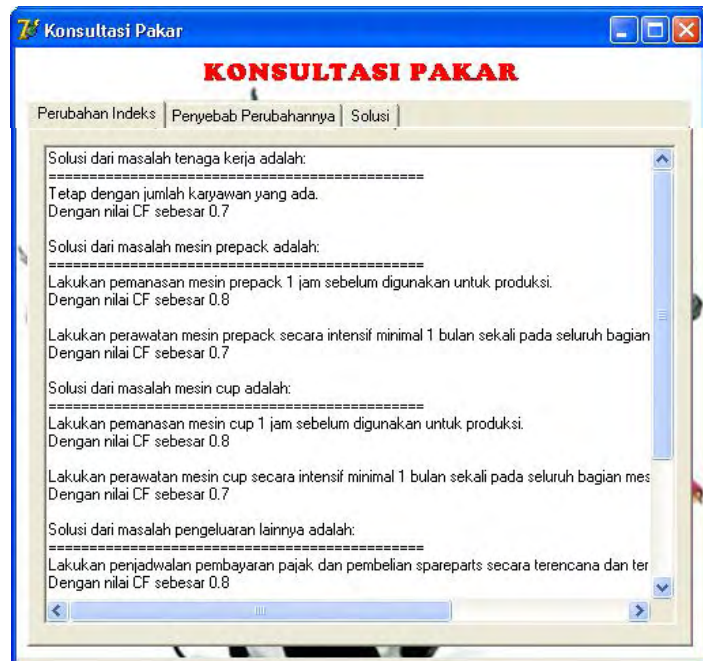 Konsultasi Pakar
KONSULTASI PAKAR
Perubahan Indeks Penyebab Perubahannya Solusi
Solusi dari masalah tenaga kerja adalah:
==============================================
Tetap dengan jumlah karyawan yang ada.
Dengan nilai CF sebesar 0.7
Solusi dari masalah mesin prepack adalah:
==============================================
Lakukan pemanasan mesin prepack 1 jam sebelum digunakan untuk produksi.
Dengan nilai CF sebesar 0.8
Lakukan perawatan mesin prepack secara intensif minimal 1 bulan sekali pada seluruh bagian
Dengan nilai CF sebesar 0.7
Solusi dari masalah mesin cup adalah:
==============================================
Lakukan pemanasan mesin cup 1 jam sebelum digunakan untuk produksi.
Dengan nilai CF sebesar 0.8
Lakukan perawatan mesin cup secara intensif minimal 1 bulan sekali pada seluruh bagian mes
Dengan nilai CF sebesar 0.7
Solusi dari masalah pengeluaran lainnya adalah:
==============================================
Lakukan penjadwalan pembayaran pajak dan pembelian spareparts secara terencana dan ter
Dengan nilai CF sebesar 0.8